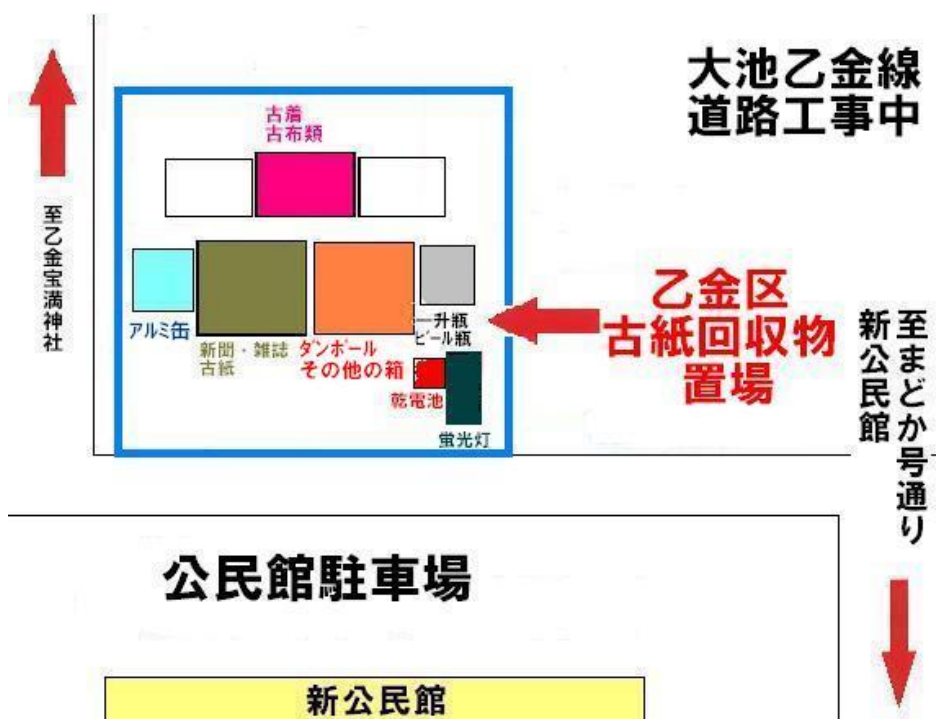 大池乙金線
道路工事中
古着
古布類
至乙金宝満神社
アルミ缶
新聞・雑誌
古紙
ダンボール
その他の箱
一升瓶
ビール瓶
乾電池
蛍光灯
乙金区
古紙回収物
置場
至まどか号通り
新公民館
公民館駐車場
新公民館